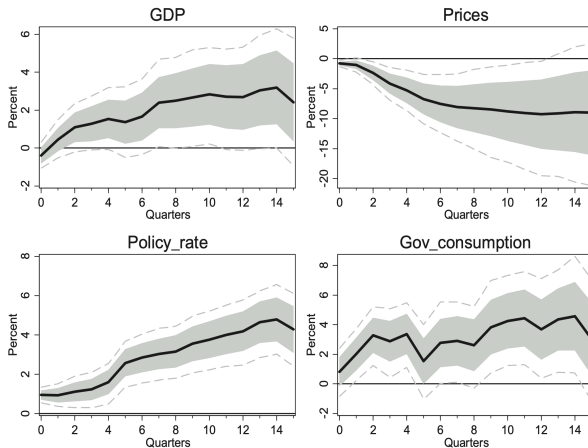 GDP
Percent
6
4
2
0
-2
0 2 4 6 8 10 12 14
Quarters
Prices
Percent
5
0
-5
-10
-15
-20
0 2 4 6 8 10 12 14
Quarters
Policy_rate
Percent
8
6
4
2
0
0 2 4 6 8 10 12 14
Quarters
Gov_consumption
Percent
8
6
4
2
0
-2
0 2 4 6 8 10 12 14
Quarters